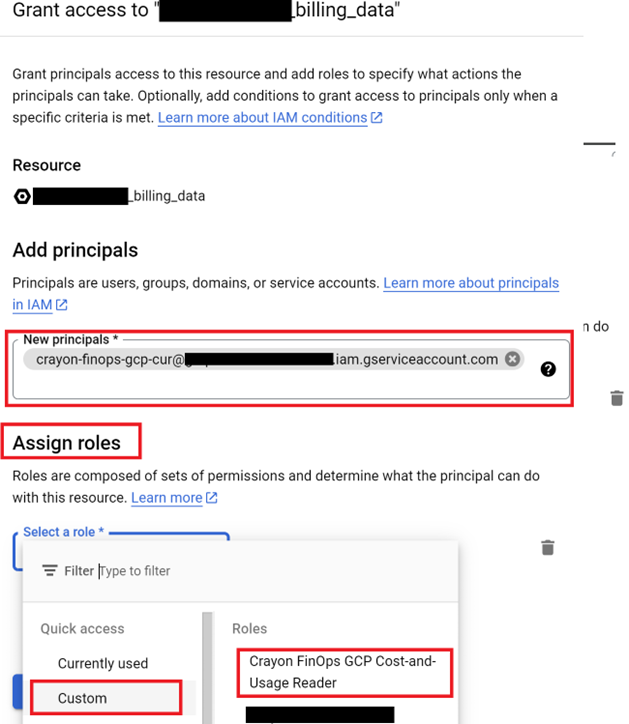 Grant access to "_billing_data"
Grant principals access to this resource and add roles to specify what actions the
principals can take. Optionally, add conditions to grant access to principals only when a
specific criteria is met. Learn more about IAM conditions
Resource
_billing_data
Add principals
Principals are users, groups, domains, or service accounts. Learn more about principals
in IAM
n do
New principals *
crayon-finops-gcp-cur@.iam.gserviceaccount.com
Assign roles
Roles are composed of sets of permissions and determine what the principal can do
with this resource. Learn more
Select a role *
Filter Type to filter
Quick access
Roles
Currently used
Crayon FinOps GCP Cost-and-
Usage Reader
Custom